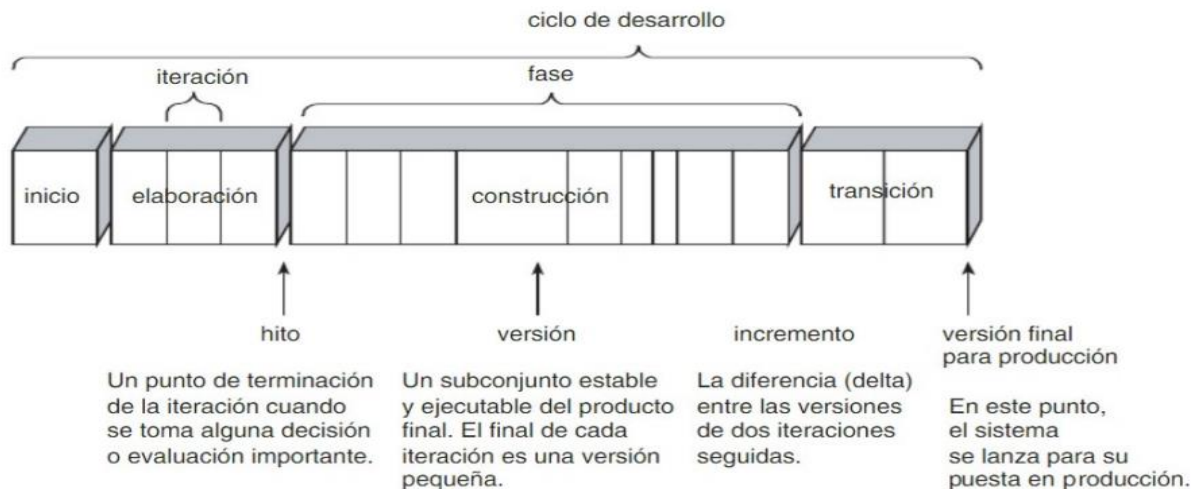 ciclo de desarrollo
iteración
fase
inicio
elaboración
construcción
transición
hito
Un punto de terminación
de la iteración cuando
se toma alguna decisión
o evaluación importante.
versión
Un subconjunto estable
y ejecutable del producto
final. El final de cada
iteración es una versión
pequeña.
incremento
La diferencia (delta)
entre las versiones
de dos iteraciones
seguidas.
versión final
para producción
En este punto,
el sistema
se lanza para su
puesta en producción.